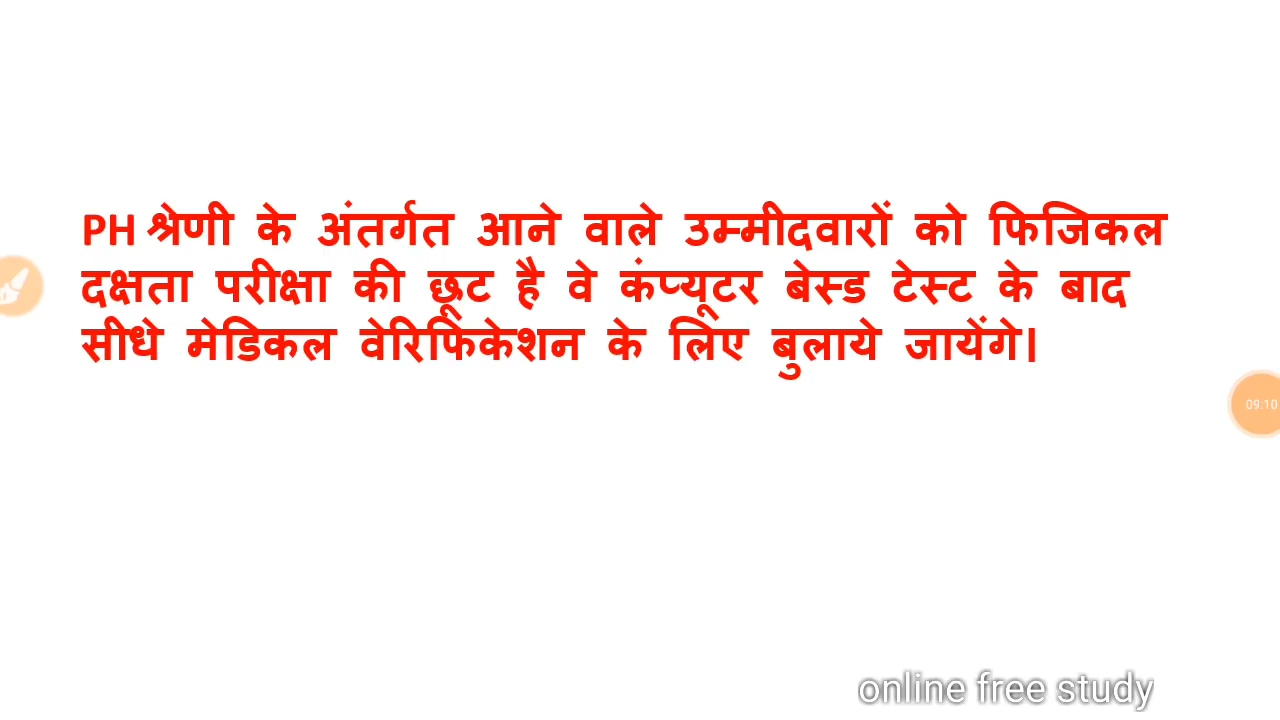 PH श्रेणी के अंतर्गत आने वाले उम्मीदवारों को फिजिकल
दक्षता परीक्षा की छूट है वे कंप्यूटर बेस्ड टेस्ट के बाद
सीधे मेडिकल वेरिफिकेशन के लिए बुलाये जायेंगे।
09:10
online free study